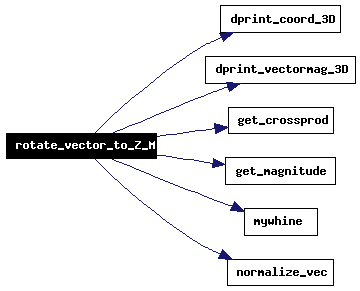 dprint_coord_3D
dprint_vectormag_3D
get_crossprod
rotate_vector_to_Z_M
get_magnitude
mywhine
normalize_vec